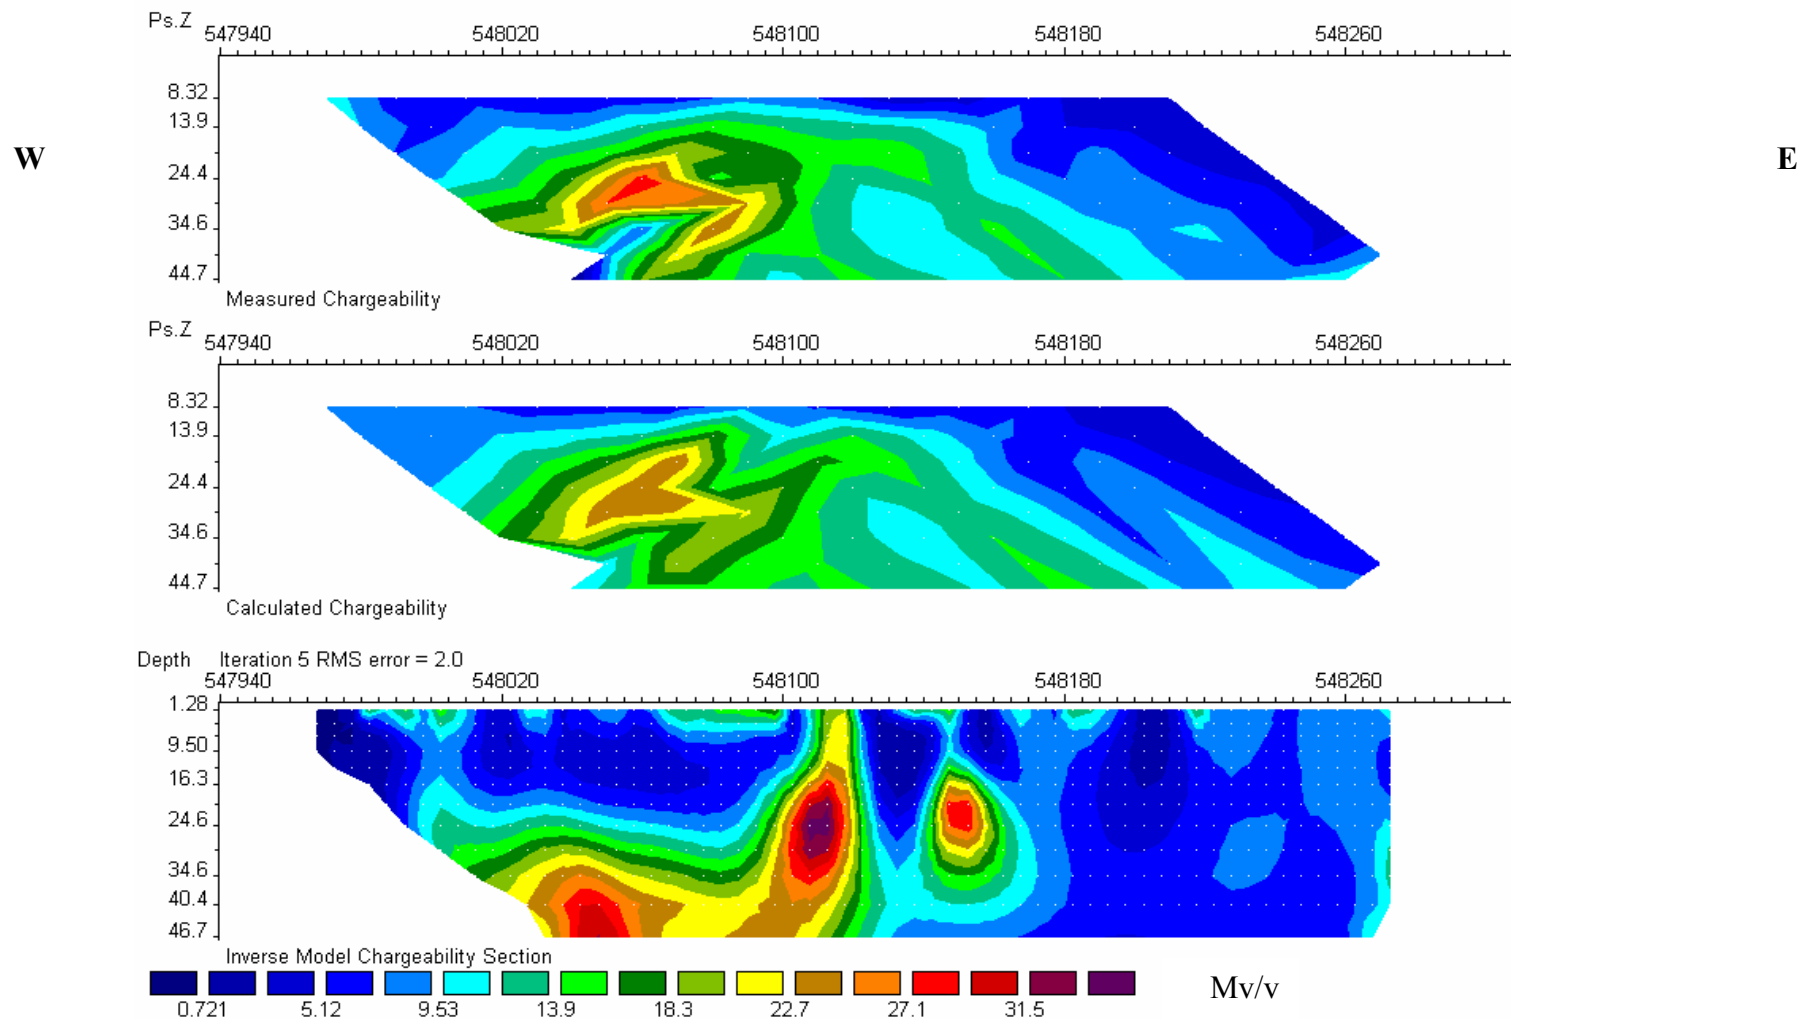 Ps.Z
547940 548020 548100 548180 548260
8.32
13.9
W
E
24.4
34.6
44.7
Measured Chargeability
Ps.Z
547940 548020 548100 548180 548260
8.32
13.9
24.4
34.6
44.7
Calculated Chargeability
Depth Iteration 5 RMS error = 2.0
547940 548020 548100 548180 548260
1.28
9.50
16.3
24.6
34.6
40.4
46.7
Inverse Model Chargeability Section
Mv/v
0.721 5.12 9.53 13.9 18.3 22.7 27.1 31.5